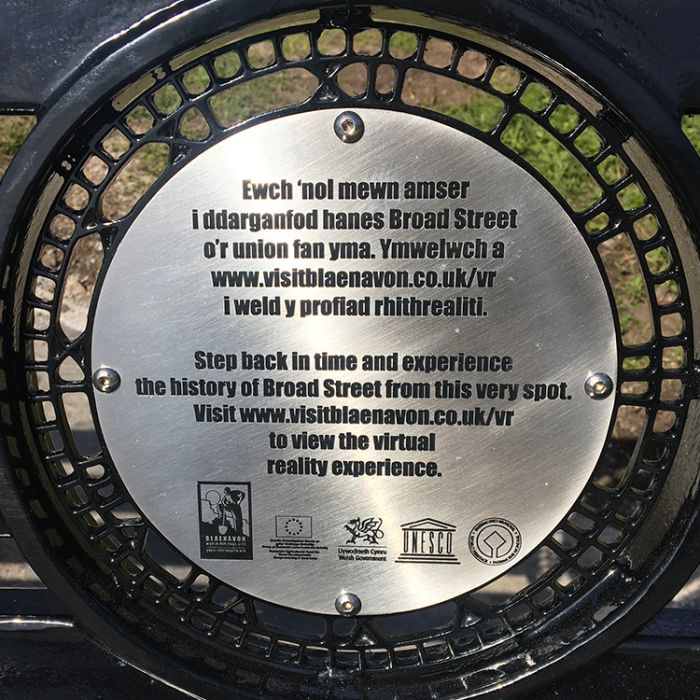 Ewch ‘nol mewn amser
i ddarganfod hanes Broad Street
o’r union fan yma. Ymwelwch a
www.visitblaenavon.co.uk/vr
i weld y profiad rhithrealiti.
Step back in time and experience
the history of Broad Street from this very spot.
Visit www.visitblaenavon.co.uk/vr
to view the virtual
reality experience.
BLAENAVON
Llywodraeth Cymru
Welsh Government
UNESCO